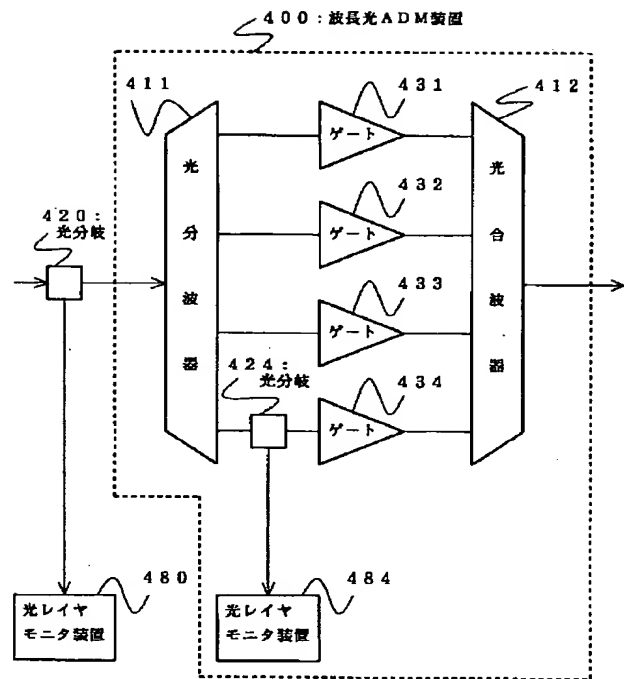 ４００：波長光ＡＤＭ装置
４１１
４３１
４１２
ゲート
光分波器
光合波器
４３２
ゲート
４２０：
光分岐
４３３
ゲート
４２４：
光分岐
４３４
ゲート
４８０
光レイヤ
モニタ装置
４８４
光レイヤ
モニタ装置